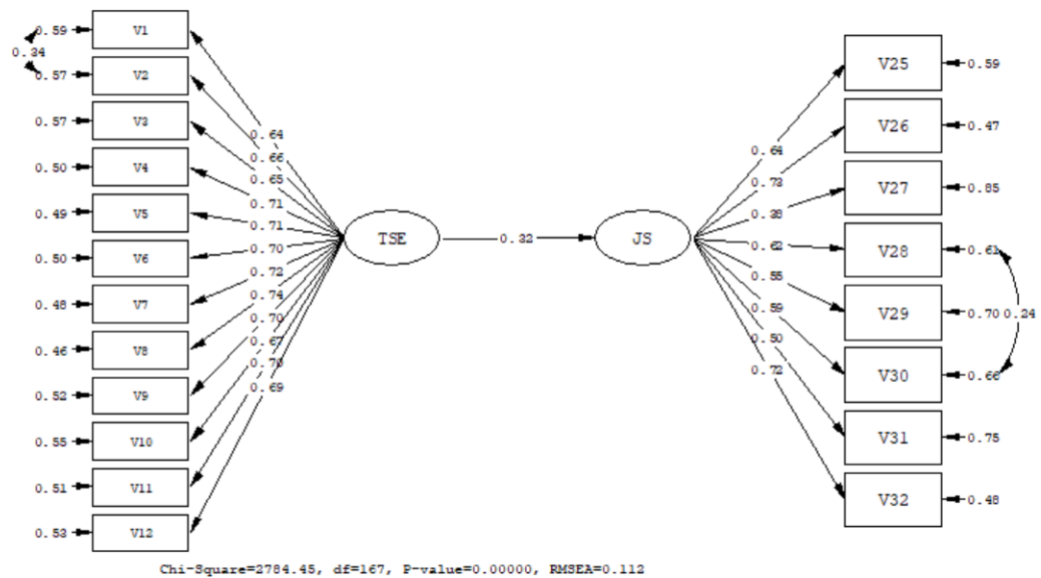 0.59 V1
0.34
0.57 V2
0.57 V3
0.50 V4
0.49 V5
0.50 V6
0.48 V7
0.46 V8
0.52 V9
0.55 V10
0.51 V11
0.53 V12
0.64
0.66
0.65
0.71
0.71
0.70
0.72
0.74
0.70
0.67
0.70
0.69
TSE
0.32
JS
0.64
0.73
0.38
0.62
0.55
0.59
0.50
0.72
V25 0.59
V26 0.47
V27 0.85
V28 0.61
V29 0.70 0.24
V30 0.66
V31 0.75
V32 0.48
Chi-Square=2784.45, df=167, P-value=0.00000, RMSEA=0.112